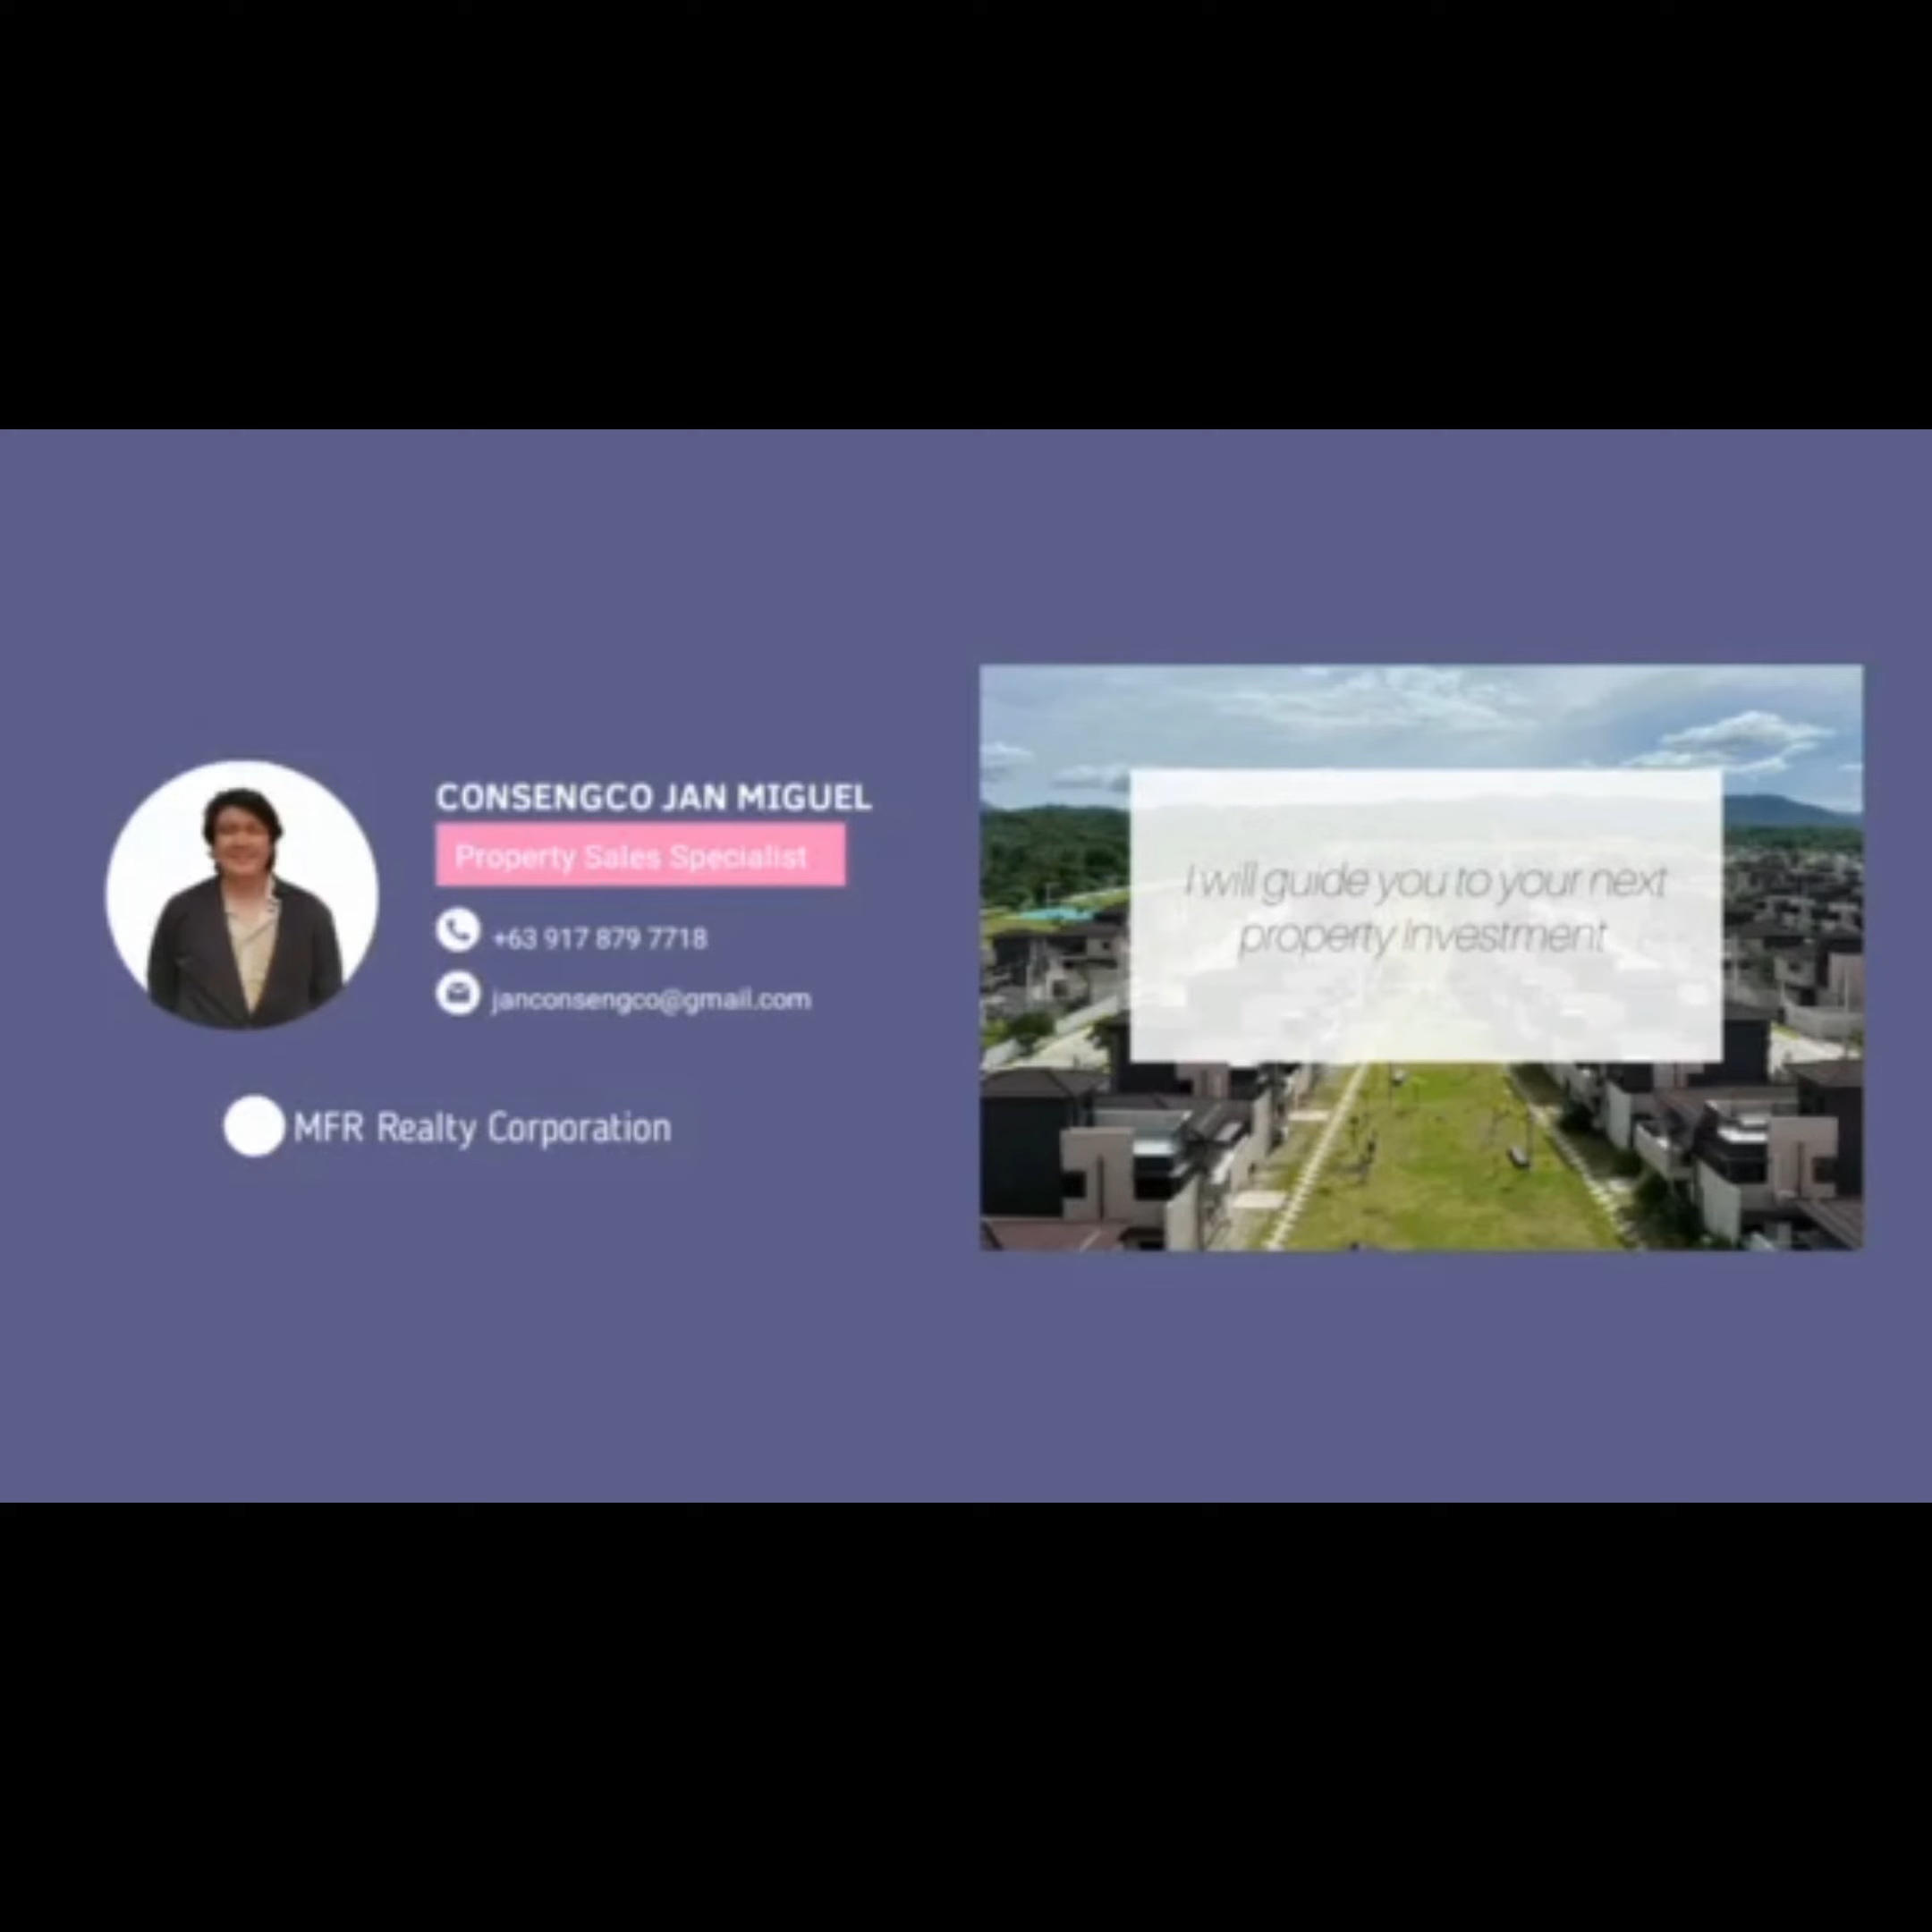 CONSENGCO JAN MIGUEL
Property Sales Specialist
+63 917 879 7718
janconsengco@gmail.com
MFR Realty Corporation
I will guide you to your next
property investment